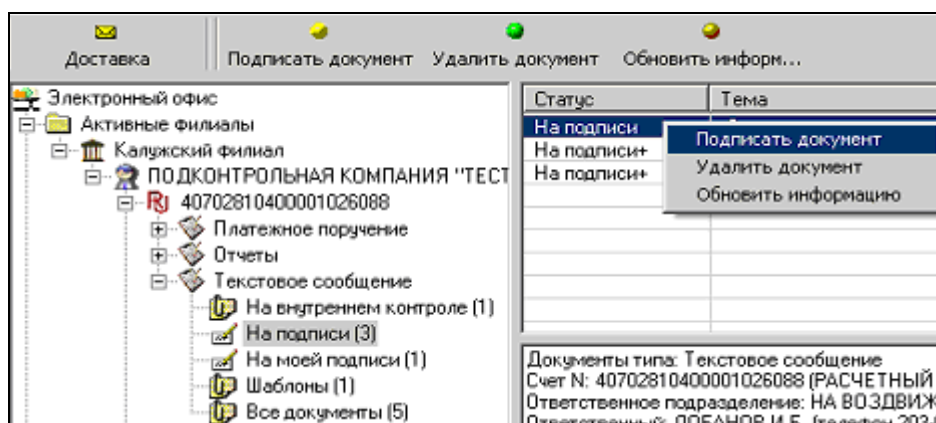 Доставка Подписать документ Удалить документ Обновить информ...
Электронный офис
Активные филиалы
Калужский филиал
ПОДКОНТРОЛЬНАЯ КОМПАНИЯ "ТЕСТ
40702810400001026088
Платежное поручение
Отчеты
Текстовое сообщение
На внутреннем контроле (1)
На подписи (3)
На моей подписи (1)
Шаблоны (1)
Все документы (5)
Статус Тема
На подписи
На подписи+
На подписи+
Подписать документ
Удалить документ
Обновить информацию
Документы типа: Текстовое сообщение
Счет N: 40702810400001026088 (РАСЧЕТНЫЙ
Ответственное подразделение: НА ВОЗДВИЖ
Ответственный: И.Б. (телефон 203